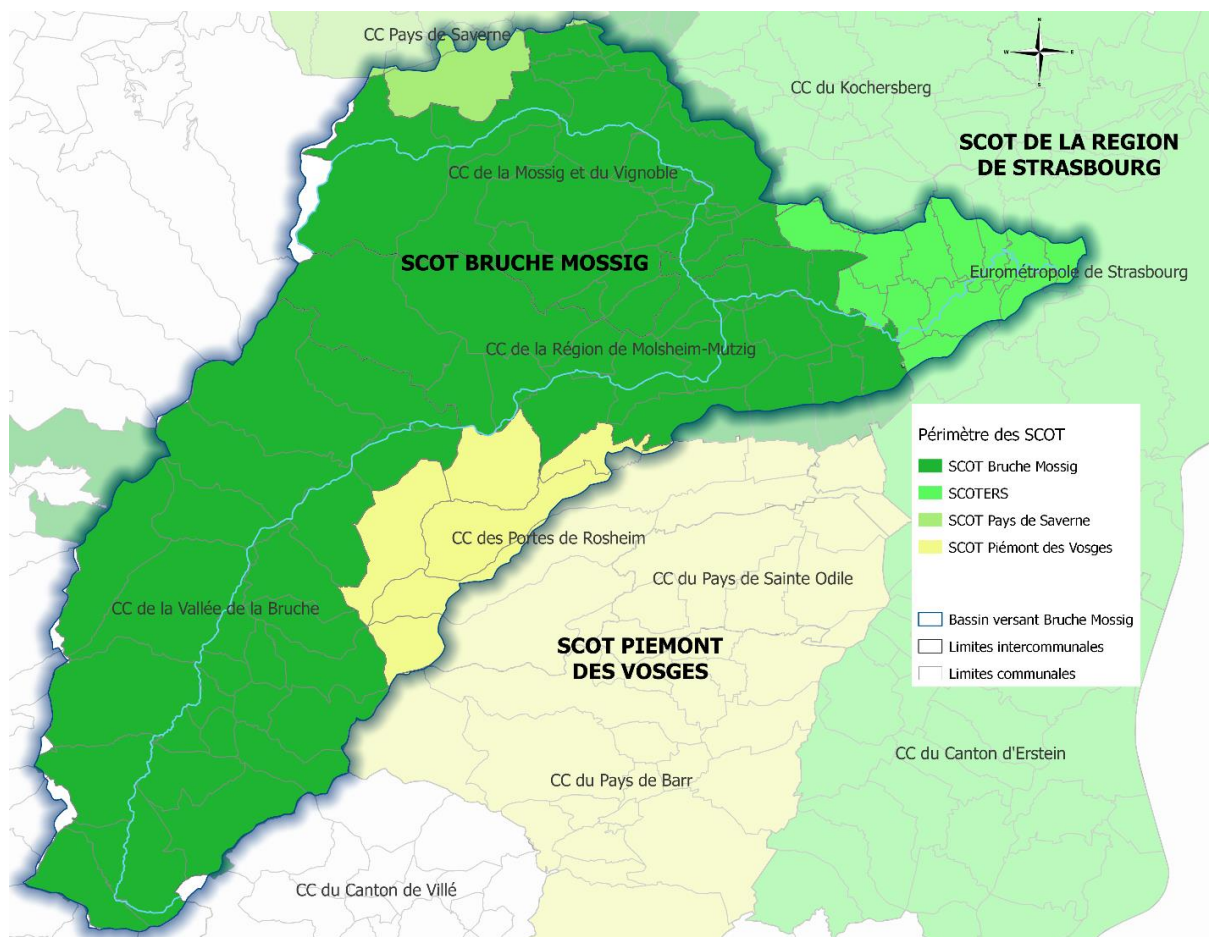 N
W E
S
CC Pays de Saverne
CC du Kochersberg
SCOT DE LA REGION
DE STRASBOURG
CC de la Mossig et du Vignoble
SCOT BRUCHE MOSSIG
Eurométropole de Strasbourg
CC de la Région de Molsheim-Mutzig
Périmètre des SCOT
SCOT Bruche Mossig
SCOTERS
SCOT Pays de Saverne
SCOT Piémont des Vosges
Bassin versant Bruche Mossig
Limites intercommunales
Limites communales
CC des Portes de Rosheim
CC du Pays de Sainte Odile
CC de la Vallée de la Bruche
SCOT PIEMONT
DES VOSGES
CC du Canton d'Erstein
CC du Pays de Barr
CC du Canton de Villé